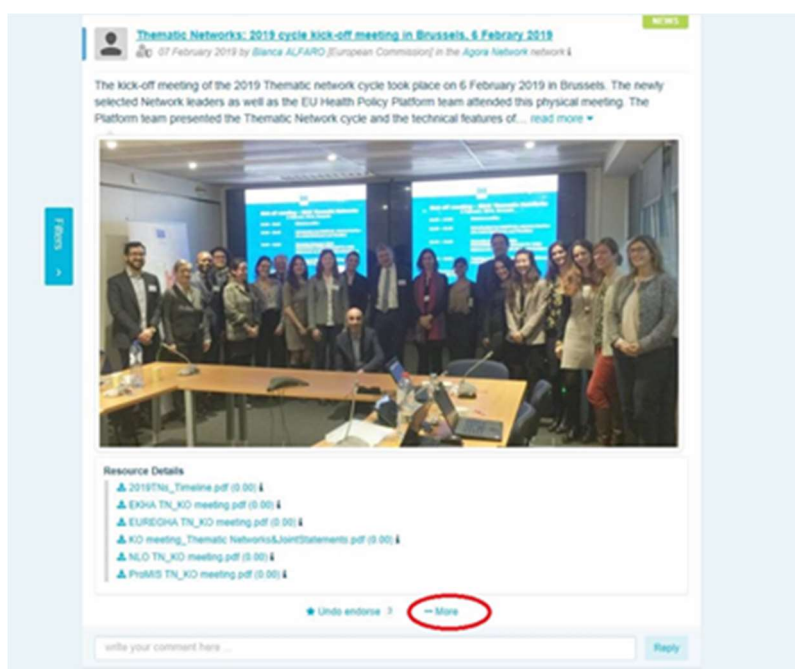 NEWS
Thematic Networks: 2019 cycle kick-off meeting in Brussels, 6 Febrary 2019
07 February 2019 by Blanca ALFARO [European Commission] in the Agora Network network
The kick-off meeting of the 2019 Thematic network cycle took place on 6 February 2019 in Brussels. The newly
selected Network leaders as well as the EU Health Policy Platform team attended this physical meeting. The
Platform team presented the Thematic Network cycle and the technical features of... read more
Filters
Resource Details
2019TNs_Timeline.pdf (0.00)
EKHA TN_KO meeting.pdf (0.00)
EUREGHA TN_KO meeting.pdf (0.00)
KO meeting_Thematic Networks&JointStatements.pdf (0.00)
NLO TN_KO meeting.pdf (0.00)
ProMIS TN_KO meeting.pdf (0.00)
Undo endorse 3 More
write your comment here ...
Reply